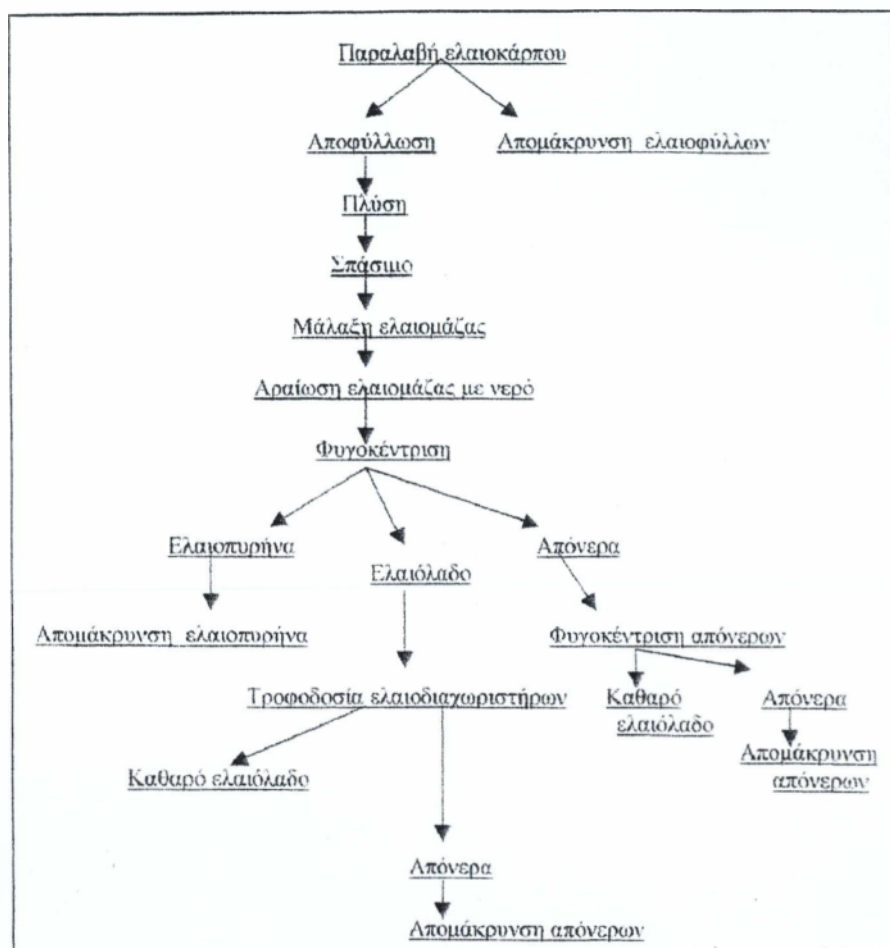 Παραλαβή ελαιοκάρπου
Αποφύλλωση Απομάκρυνση ελαιοφύλλων
Πλύση
Σπάσιμο
Μάλαξη ελαιομάζας
Αραίωση ελαιομάζας με νερό
Φυγοκέντριση
Ελαιοπυρήνα Απόνερα
Ελαιόλαδο
Απομάκρυνση ελαιοπυρήνα Φυγοκέντριση απόνερων
Τροφοδοσία ελαιοδιαχωριστήρων Καθαρό Απόνερα
ελαιόλαδο
Καθαρό ελαιόλαδο Απομάκρυνση
απόνερων
Απόνερα
Απομάκρυνση απόνερων